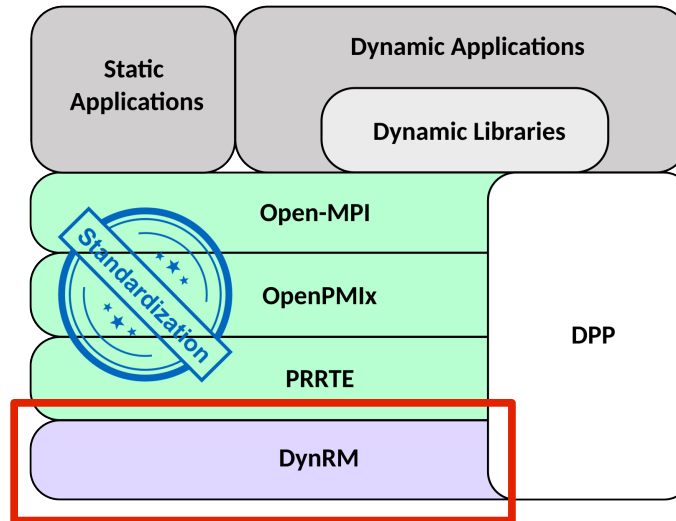 Static
Applications
Dynamic Applications
Dynamic Libraries
Open-MPI
Standardization
OpenPMIx
DPP
PRRTE
DynRM